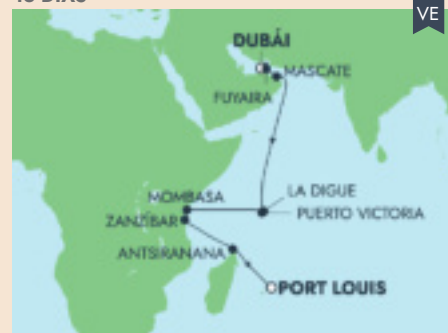 DÍAS
VE
DUBÁI
MASCATE
FUYAIRA
MOMBASA
LA DIGUE
ZANZÍBAR
PUERTO VICTORIA
ANTSIRANANA
PORT LOUIS